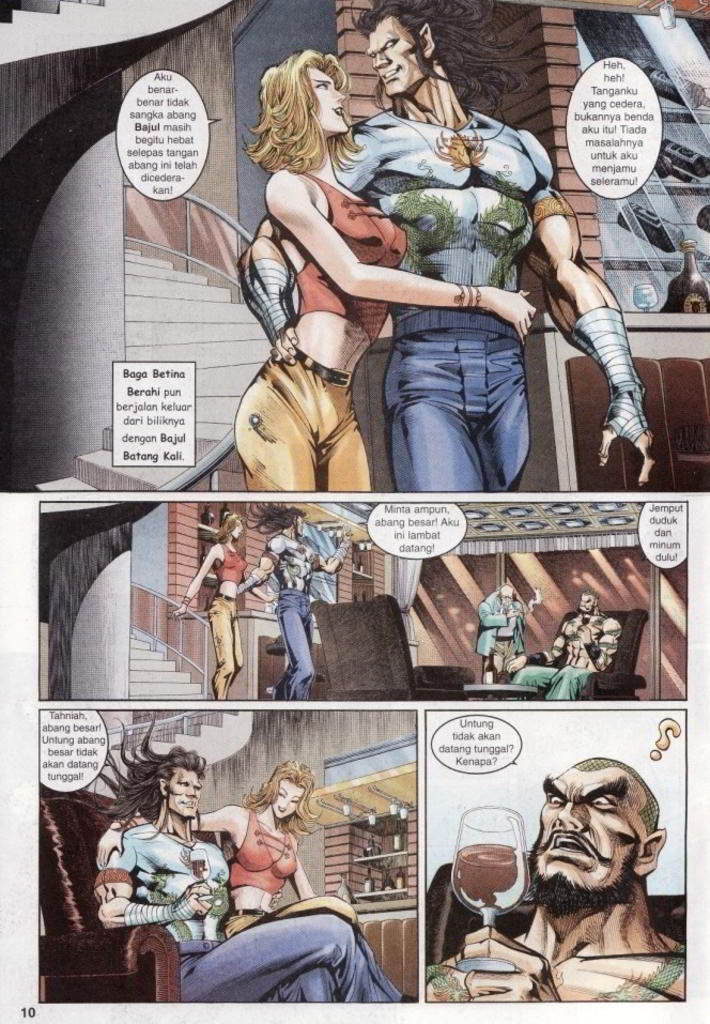 Aku
benar-
benar tidak
sangka abang
Bajul masih
begitu hebat
selepas tangan
abang ini telah
dicedera-
kan!
Heh,
heh!
Tanganku
yang cedera,
bukannya benda
aku itu! Tiada
masalahnya
untuk aku
menjamu
seleramu!
Baga Betina
Berahi pun
berjalan keluar
dari biliknya
dengan Bajul
Batang Kali.
Minta ampun,
abang besar! Aku
ini lambat
datang!
Jemput
duduk
dan
minum
dulu!
Tahniah,
abang besar!
Untung abang
besar tidak akan
datang tunggal!
Untung
tidak akan
datang tunggal?
Kenapa?
?
10